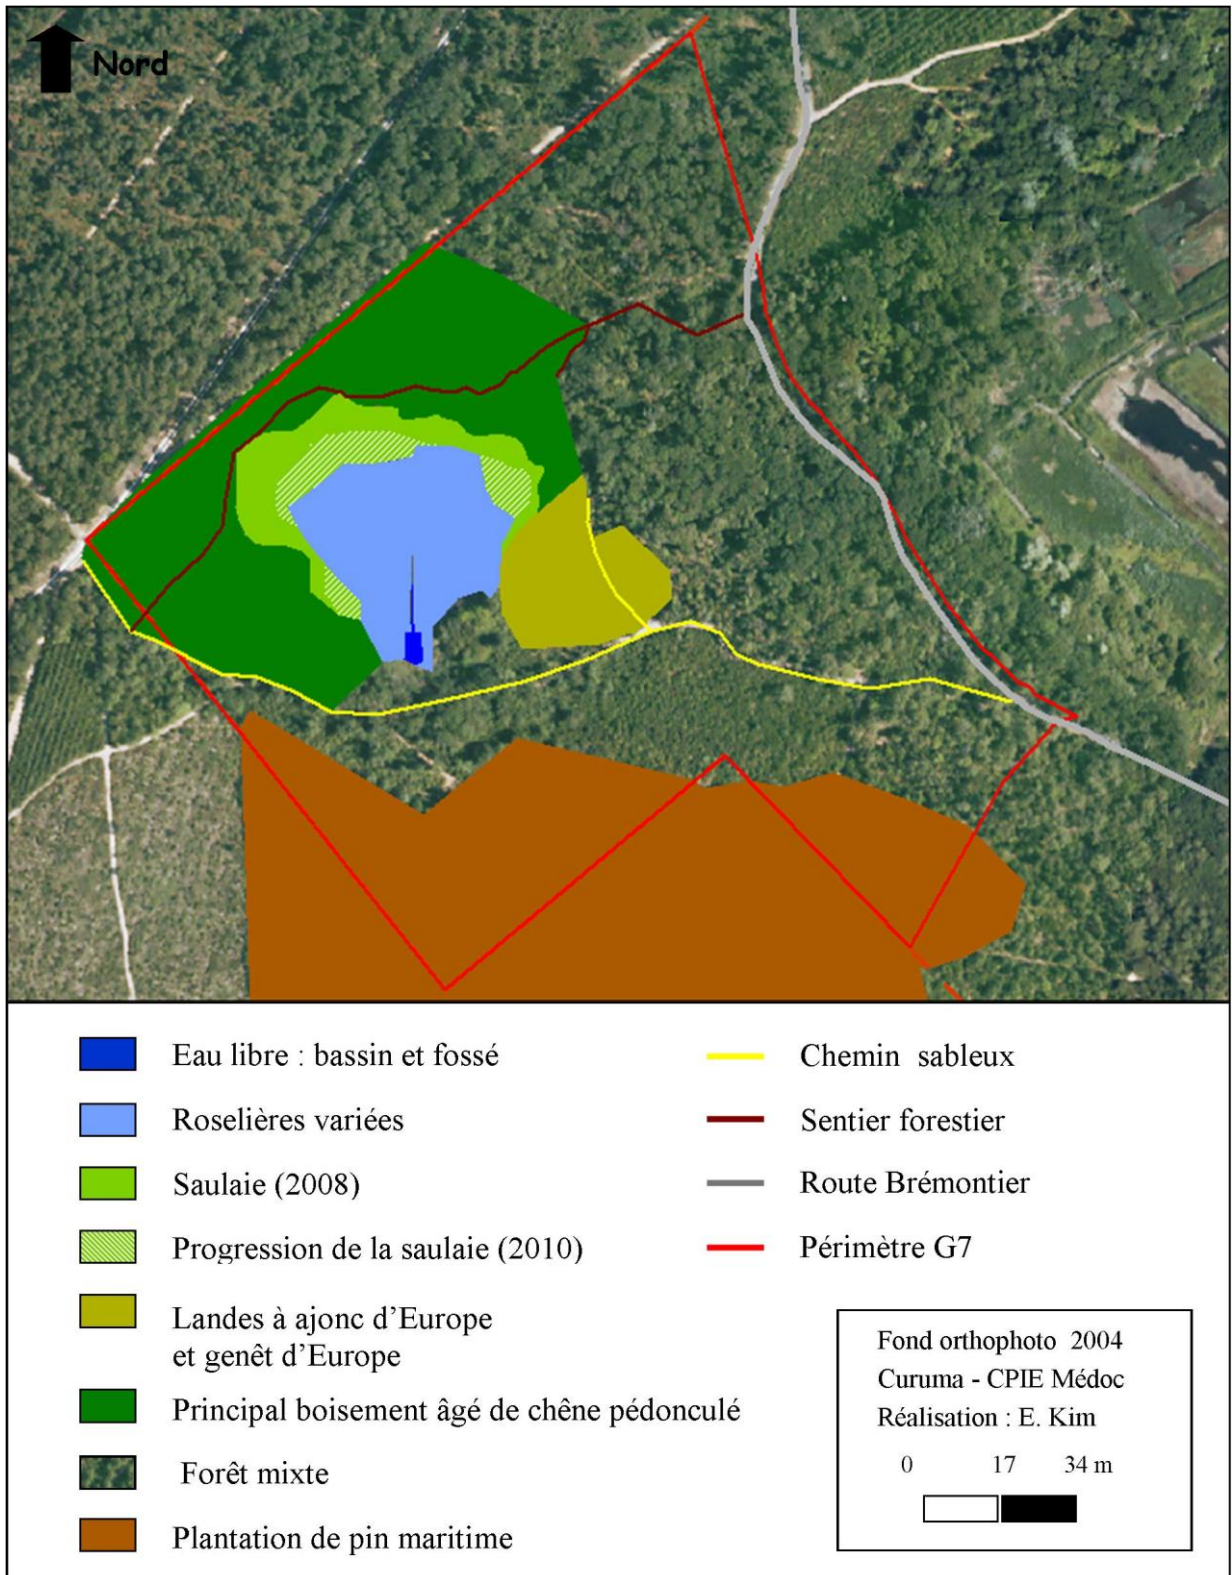 Nord
Eau libre : bassin et fossé
Roselières variées
Saulaie (2008)
Progression de la saulaie (2010)
Landes à ajonc d’Europe
et genêt d’Europe
Principal boisement âgé de chêne pédonculé
Forêt mixte
Plantation de pin maritime
Chemin sableux
Sentier forestier
Route Brémontier
Périmètre G7
Fond orthophoto 2004
Curuma - CPIE Médoc
Réalisation : E. Kim
0 17 34 m